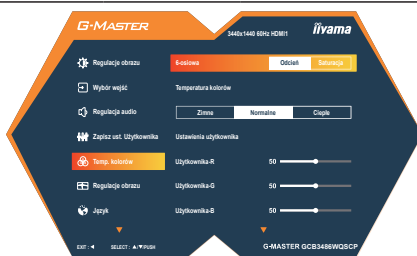 G-MASTER
3440x1440 60Hz HDMI1
iiyama
Regulacje obrazu
6-osiowa
Odcień
Saturacja
Wybór wejść
Temperatura kolorów
Regulacja audio
Zimne
Normalne
Ciepłe
Zapisz ust. Użytkownika
Ustawienia użytkownika
Temp. kolorów
Użytkownika-R
50
Regulacje obrazu
Użytkownika-G
50
Język
Użytkownika-B
50
EXIT : ◄
SELECT : ▲/▼/PUSH
G-MASTER GCB3486WQSCP